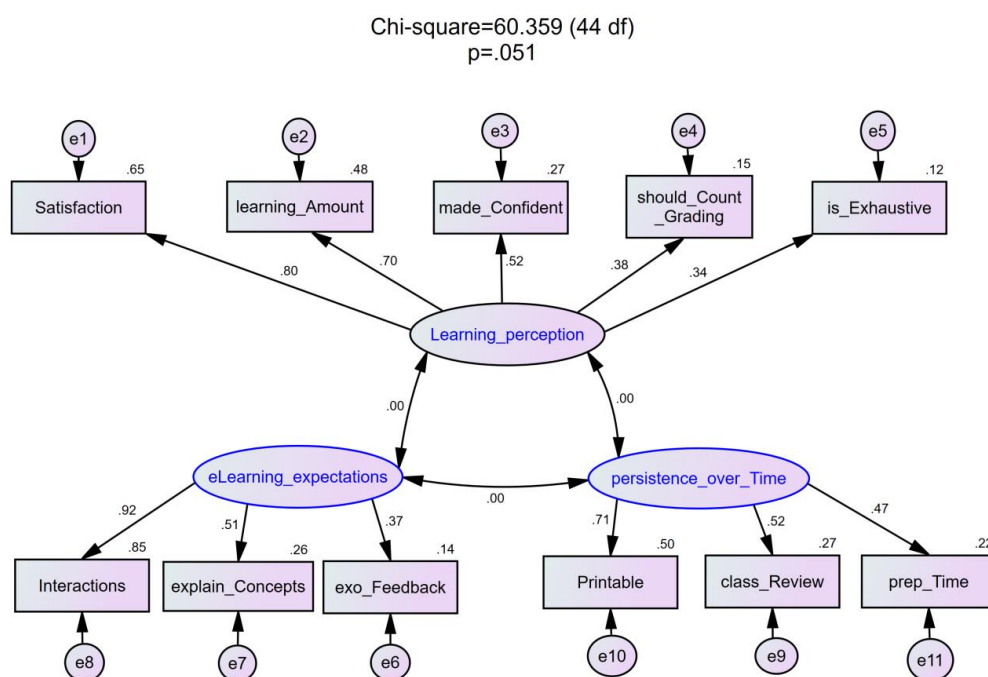 Chi-square=60.359 (44 df)
p=.051
e1
e2
e3
e4
e5
.65
.48
.27
.15
.12
Satisfaction
learning_Amount
made_Confident
should_Count
_Grading
is_Exhaustive
.80
.70
.52
.38
.34
Learning_perception
.00
.00
eLearning_expectations
.00
persistence_over_Time
.92
.51
.37
.71
.52
.47
.85
.26
.14
.50
.27
.22
Interactions
explain_Concepts
exo_Feedback
Printable
class_Review
prep_Time
e8
e7
e6
e10
e9
e11